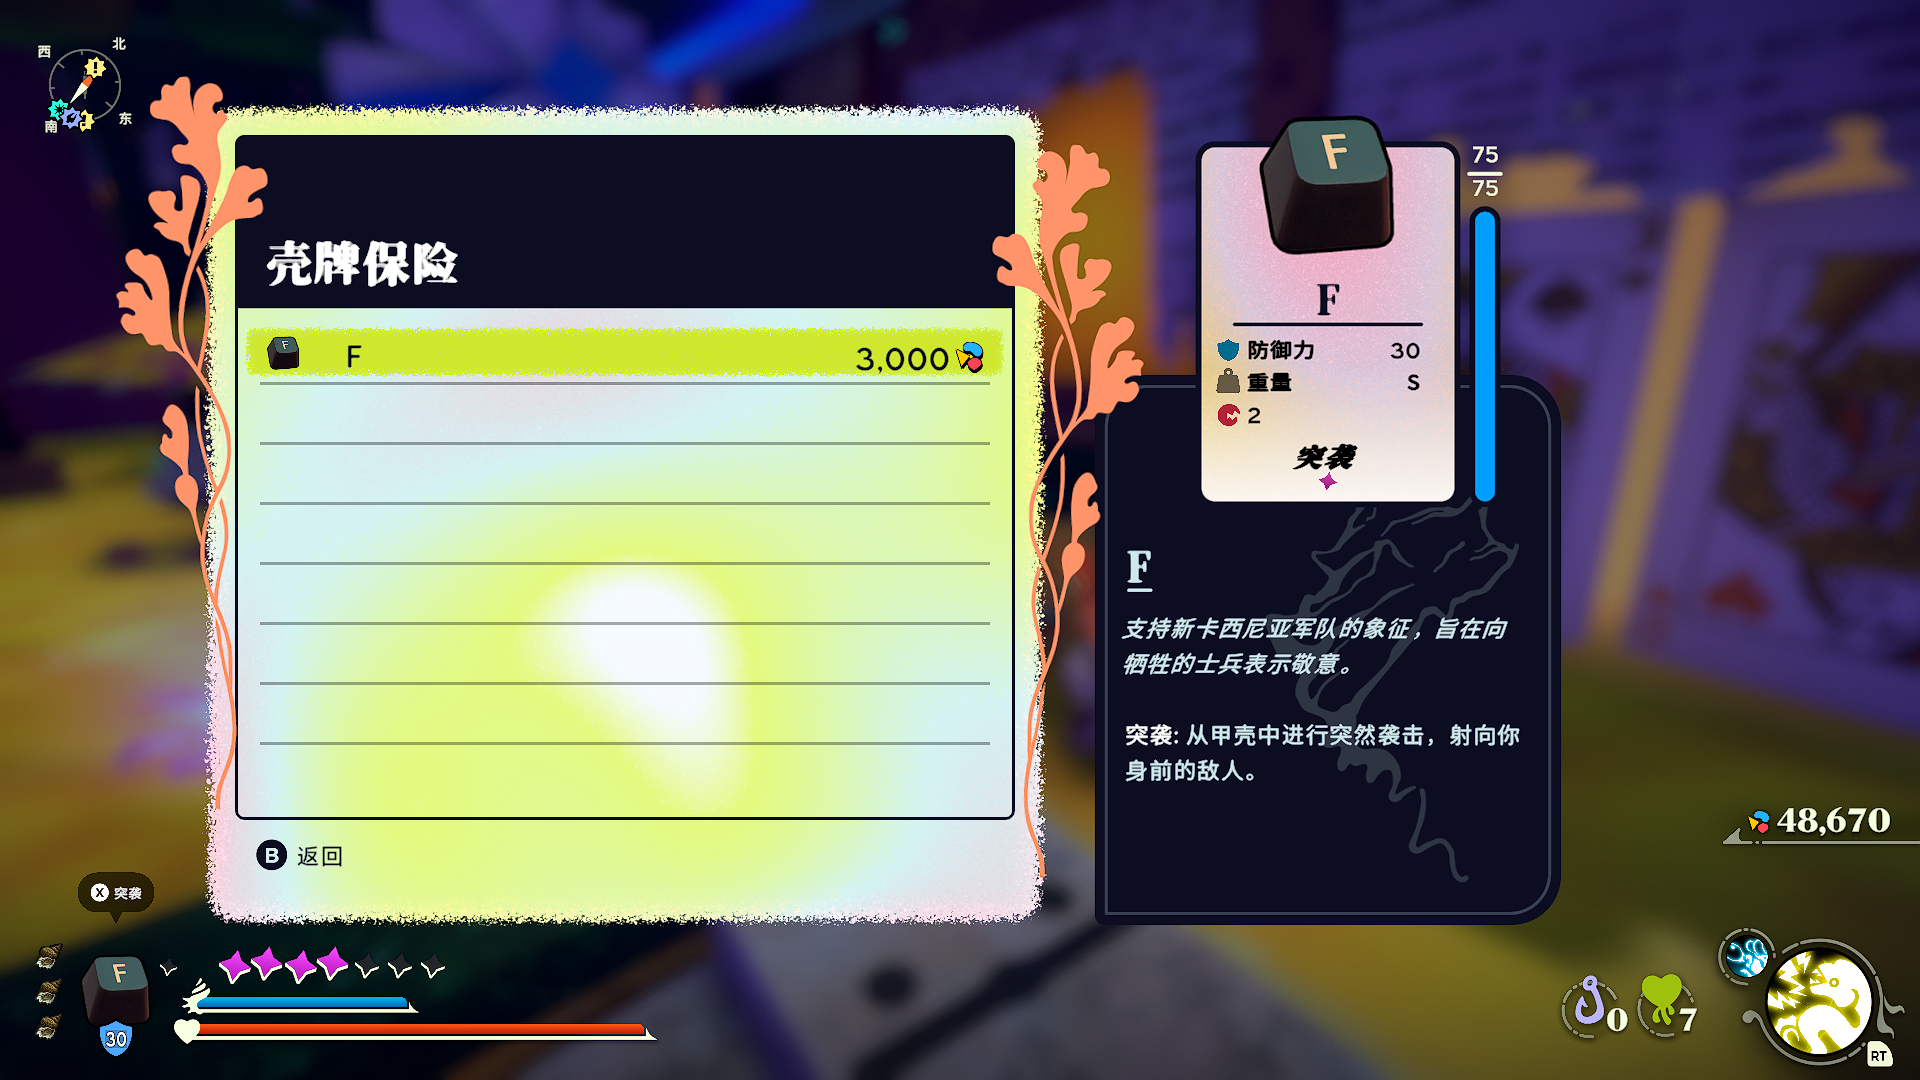 西
北
南
东
壳牌保险
F
F
3,000
B 返回
F
75
75
F
防御力 30
重量 S
2
突袭
F
支持新卡西尼亚军队的象征，旨在向
牺牲的士兵表示敬意。
突袭: 从甲壳中进行突然袭击，射向你
身前的敌人。
48,670
X 突袭
F
30
0
7
RT